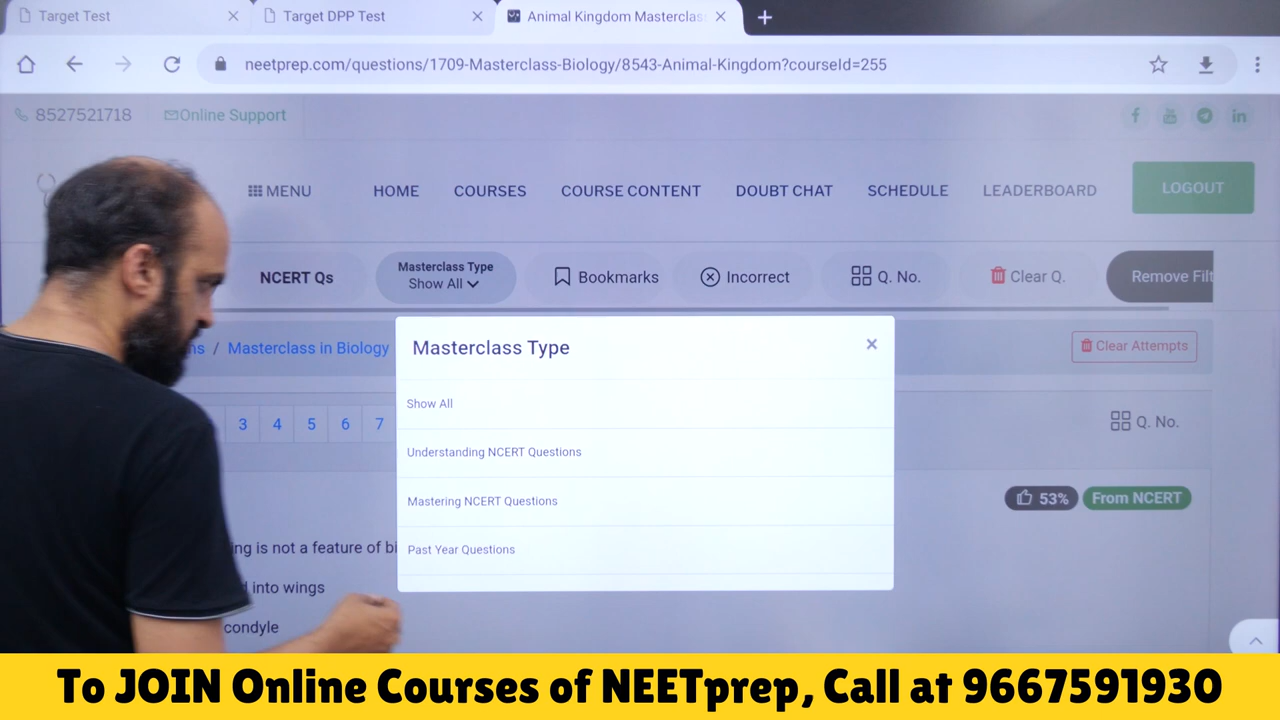 Target Test
Target DPP Test
Animal Kingdom Masterclas
neetprep.com/questions/1709-Masterclass-Biology/8543-Animal-Kingdom?courseId=255
8527521718
Online Support
MENU
HOME
COURSES
COURSE CONTENT
DOUBT CHAT
SCHEDULE
LEADERBOARD
LOGOUT
NCERT Qs
Masterclass Type
Show All
Bookmarks
Incorrect
Q. No.
Clear Q.
Remove Filt
/ Masterclass in Biology
Clear Attempts
Masterclass Type
Show All
Understanding NCERT Questions
Mastering NCERT Questions
Past Year Questions
3 4 5 6 7
Q. No.
53%
From NCERT
ing is not a feature of bi
into wings
condyle
To JOIN Online Courses of NEETprep, Call at 9667591930